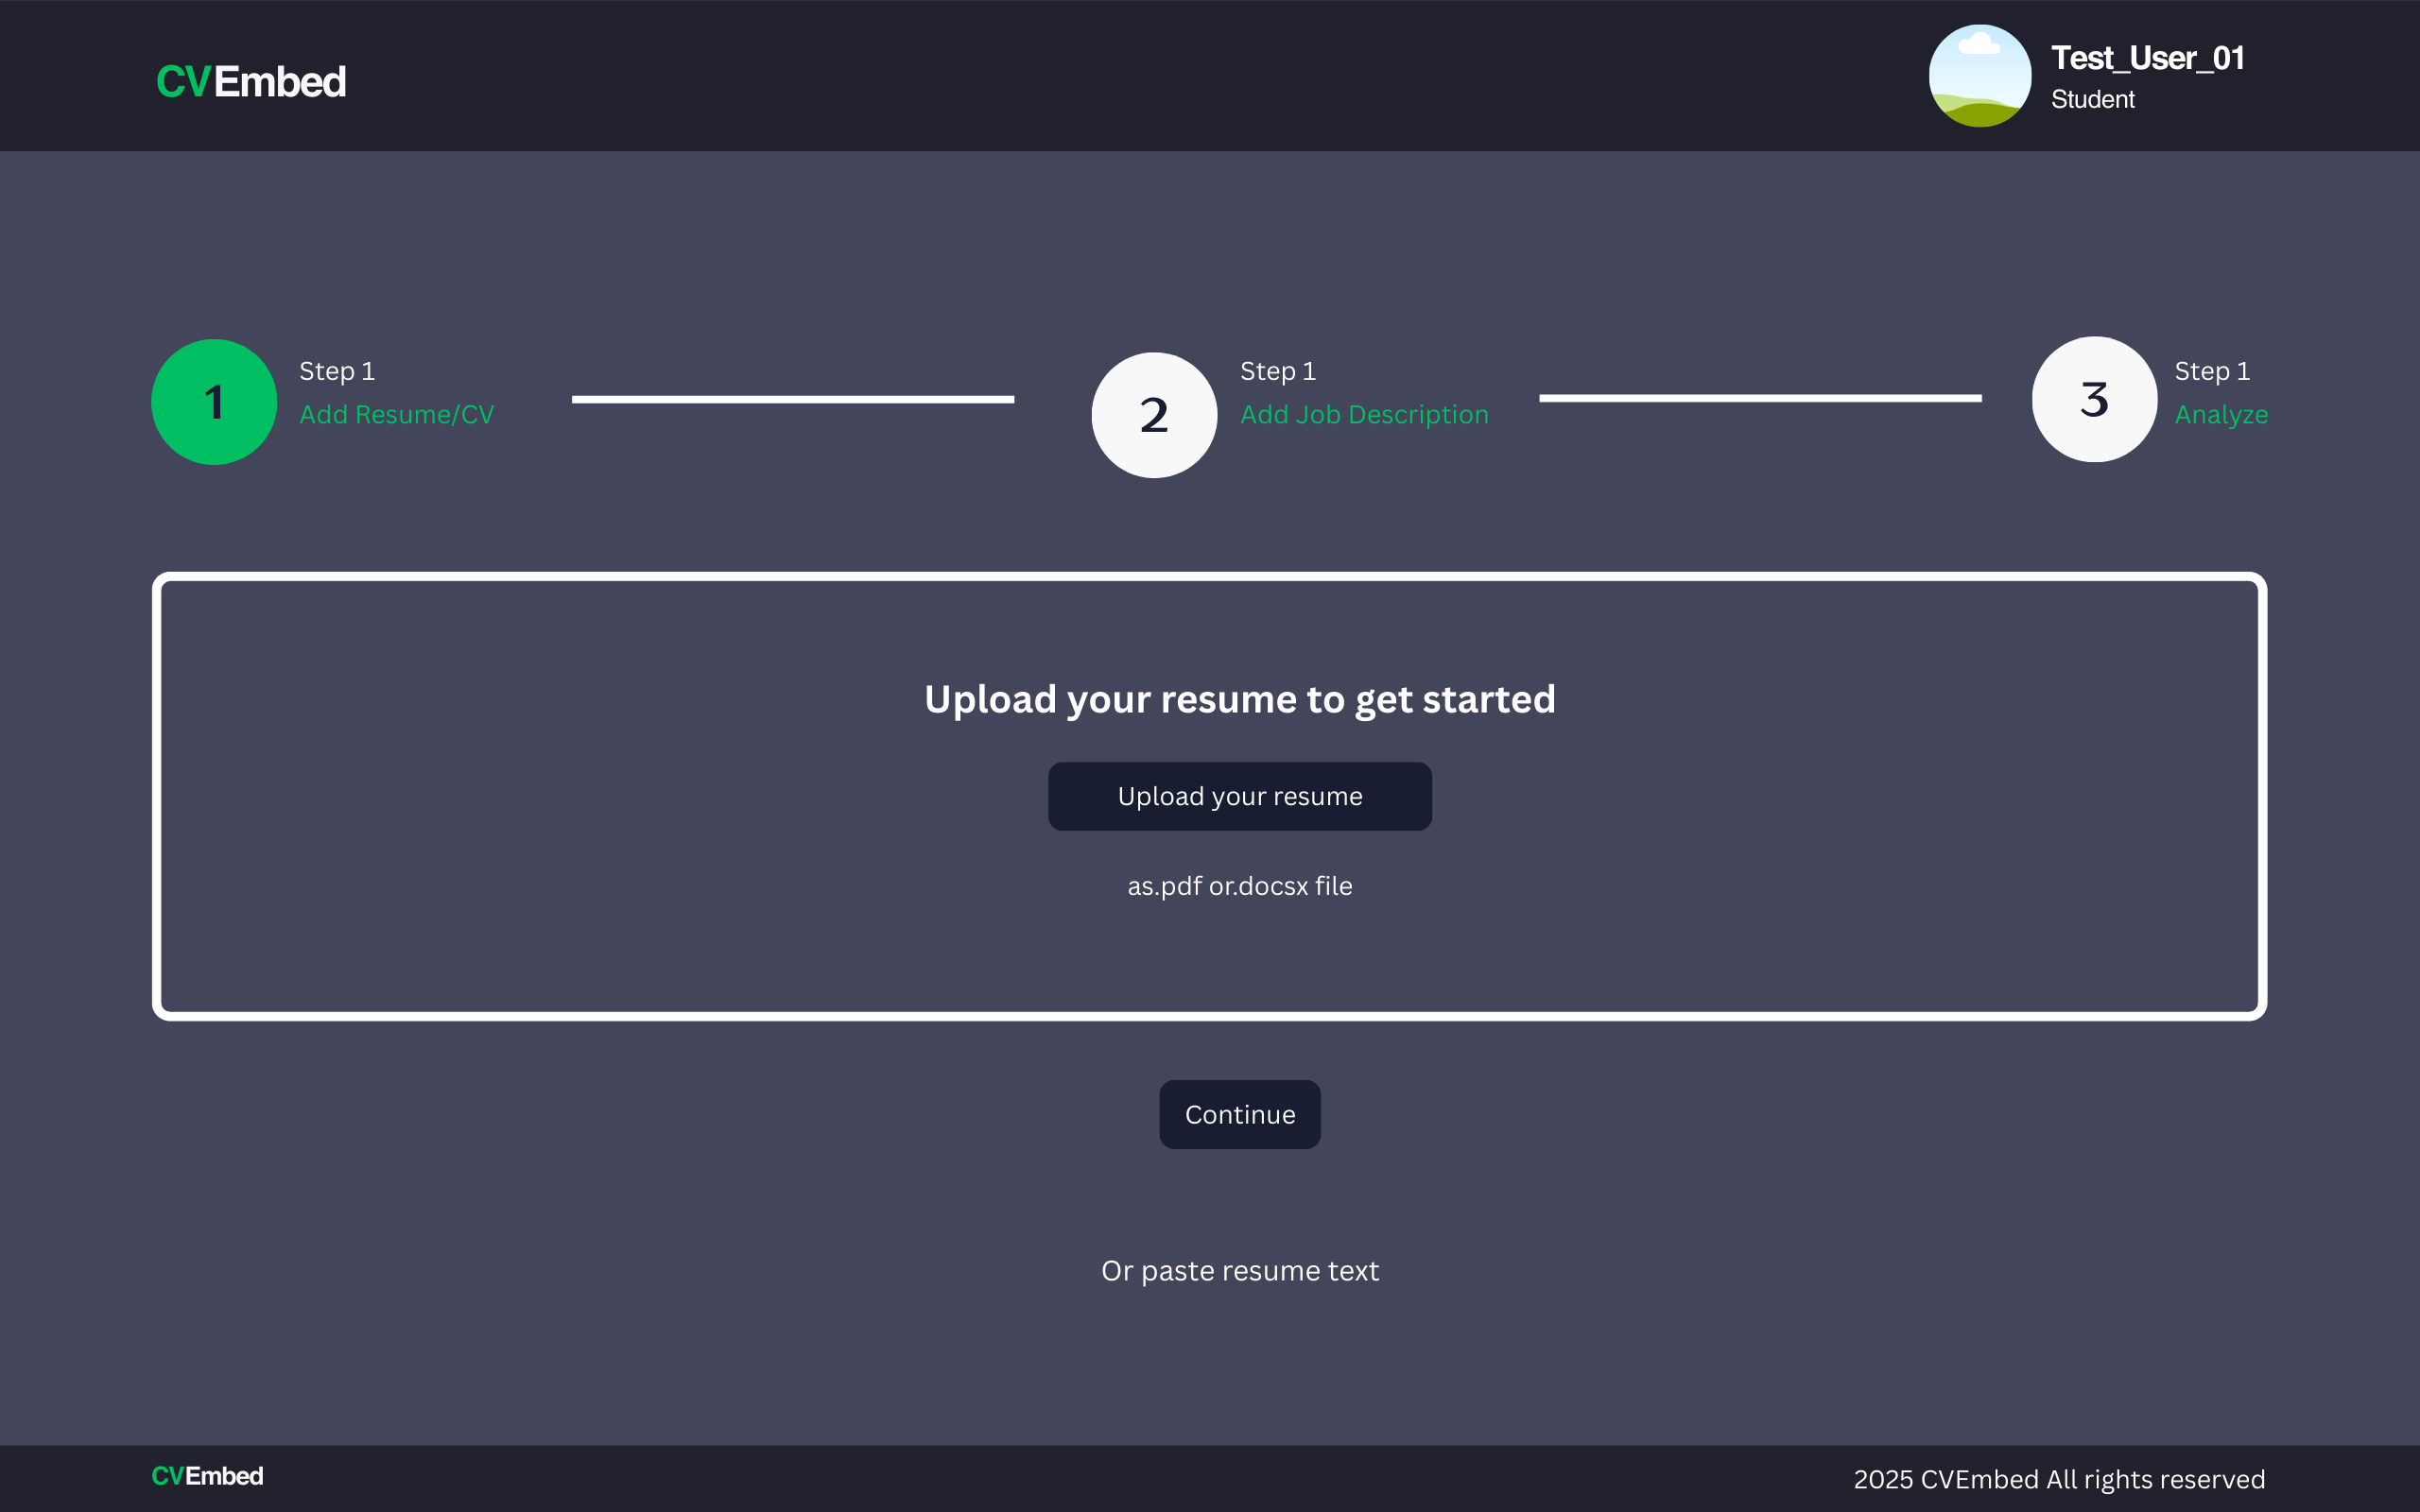 CVEmbed
Test_User_01
Student
1
Step 1
Add Resume/CV
2
Step 1
Add Job Description
3
Step 1
Analyze
Upload your resume to get started
Upload your resume
as.pdf or.docsx file
Continue
Or paste resume text
CVEmbed
2025 CVEmbed All rights reserved